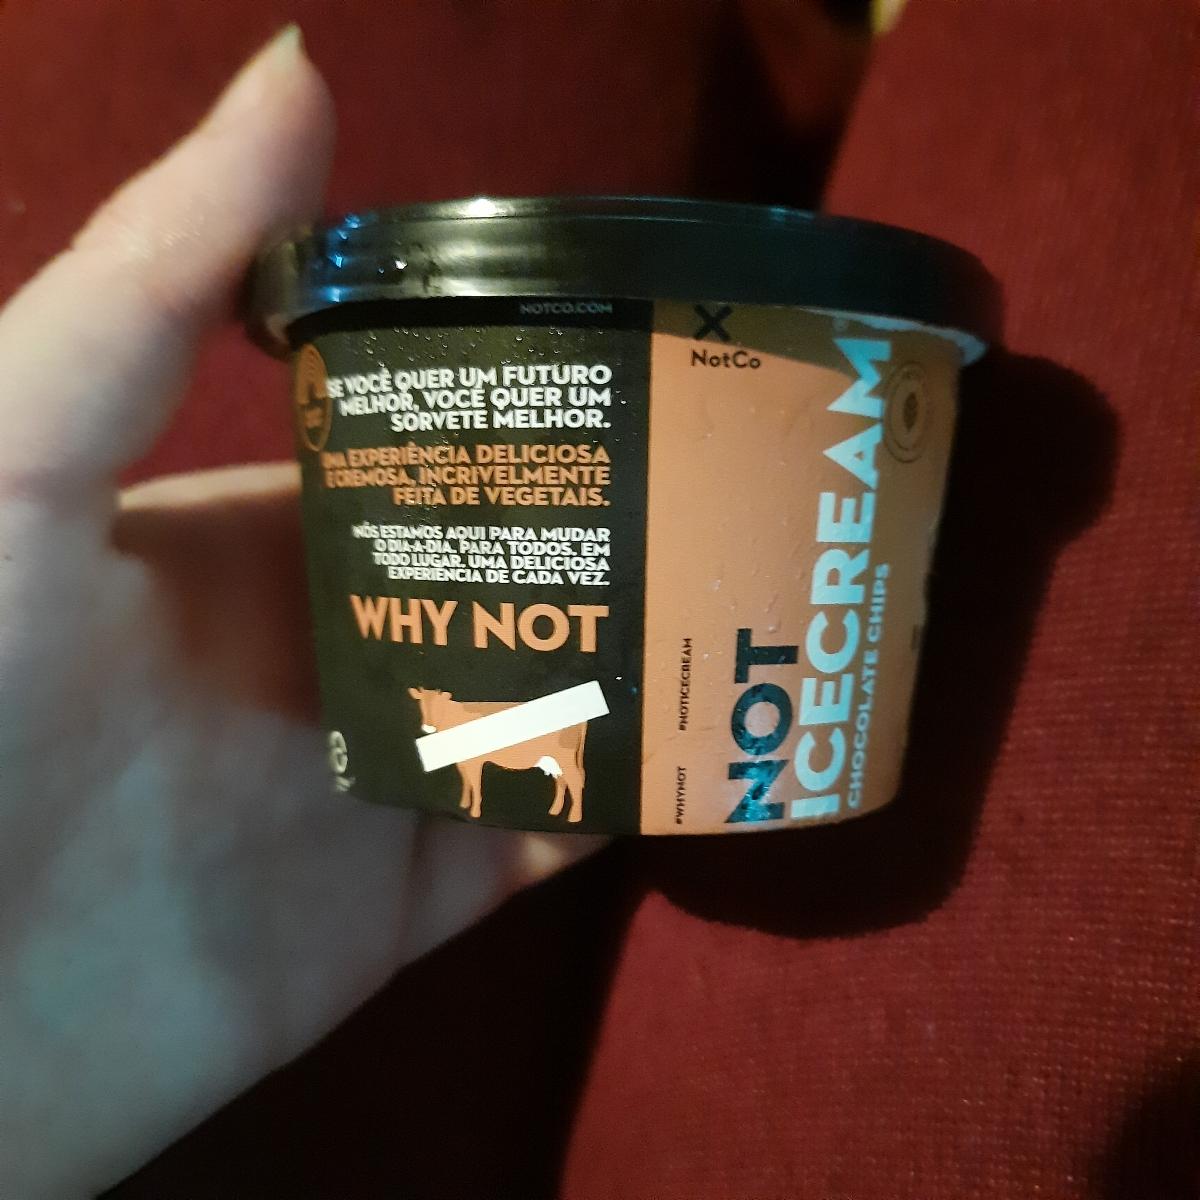 NOTCO.COM
SE VOCÊ QUER UM FUTURO
MELHOR, VOCÊ QUER UM
SORVETE MELHOR.
UMA EXPERIÊNCIA DELICIOSA
E CREMOSA, INCRIVELMENTE
FEITA DE VEGETAIS.
NÓS ESTAMOS AQUI PARA MUDAR
O DIA-A-DIA. PARA TODOS. EM
TODO LUGAR. UMA DELICIOSA
EXPERIÊNCIA DE CADA VEZ.
WHY NOT
NotCo
#WHYNOT #NOTICECREAM
NOT
ICECREAM
CHOCOLATE CHIPS